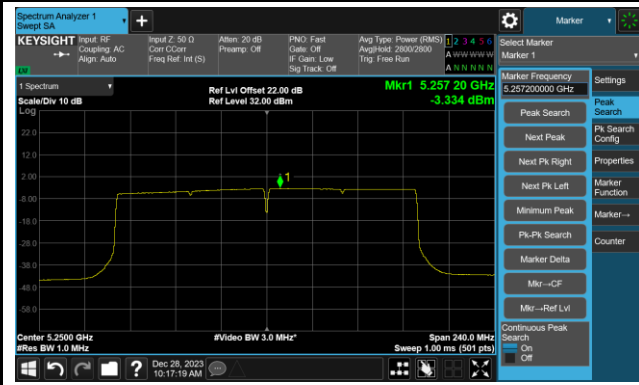 Spectrum Analyzer 1
Swept SA
+
Marker
KEYSIGHT
Input: RF
Coupling: AC
Align: Auto
Input Z: 50 Ω
Corr CCorr
Freq Ref: Int (S)
Atten: 20 dB
Preamp: Off
PNO: Fast
Gate: Off
IF Gain: Low
Sig Track: Off
Avg Type: Power (RMS)
Avg|Hold: 2800/2800
Trig: Free Run
1 2 3 4 5 6
A W W W W W
A N N N N N
LXI
Select Marker
Marker 1
1 Spectrum
Scale/Div 10 dB
Ref Lvl Offset 22.00 dB
Ref Level 32.00 dBm
Mkr1 5.257 20 GHz
-3.334 dBm
Log
22.0
12.0
2.00
-8.00
-18.0
-28.0
-38.0
-48.0
-58.0
1
Center 5.2500 GHz
#Res BW 1.0 MHz
#Video BW 3.0 MHz*
Span 240.0 MHz
Sweep 1.00 ms (501 pts)
Marker Frequency
5.257200000 GHz
Peak Search
Next Peak
Next Pk Right
Next Pk Left
Minimum Peak
Pk-Pk Search
Marker Delta
Mkr→CF
Mkr→Ref Lvl
Continuous Peak
Search
On
Off
Settings
Peak
Search
Pk Search
Config
Properties
Marker
Function
Marker→
Counter
?
Dec 28, 2023
10:17:19 AM